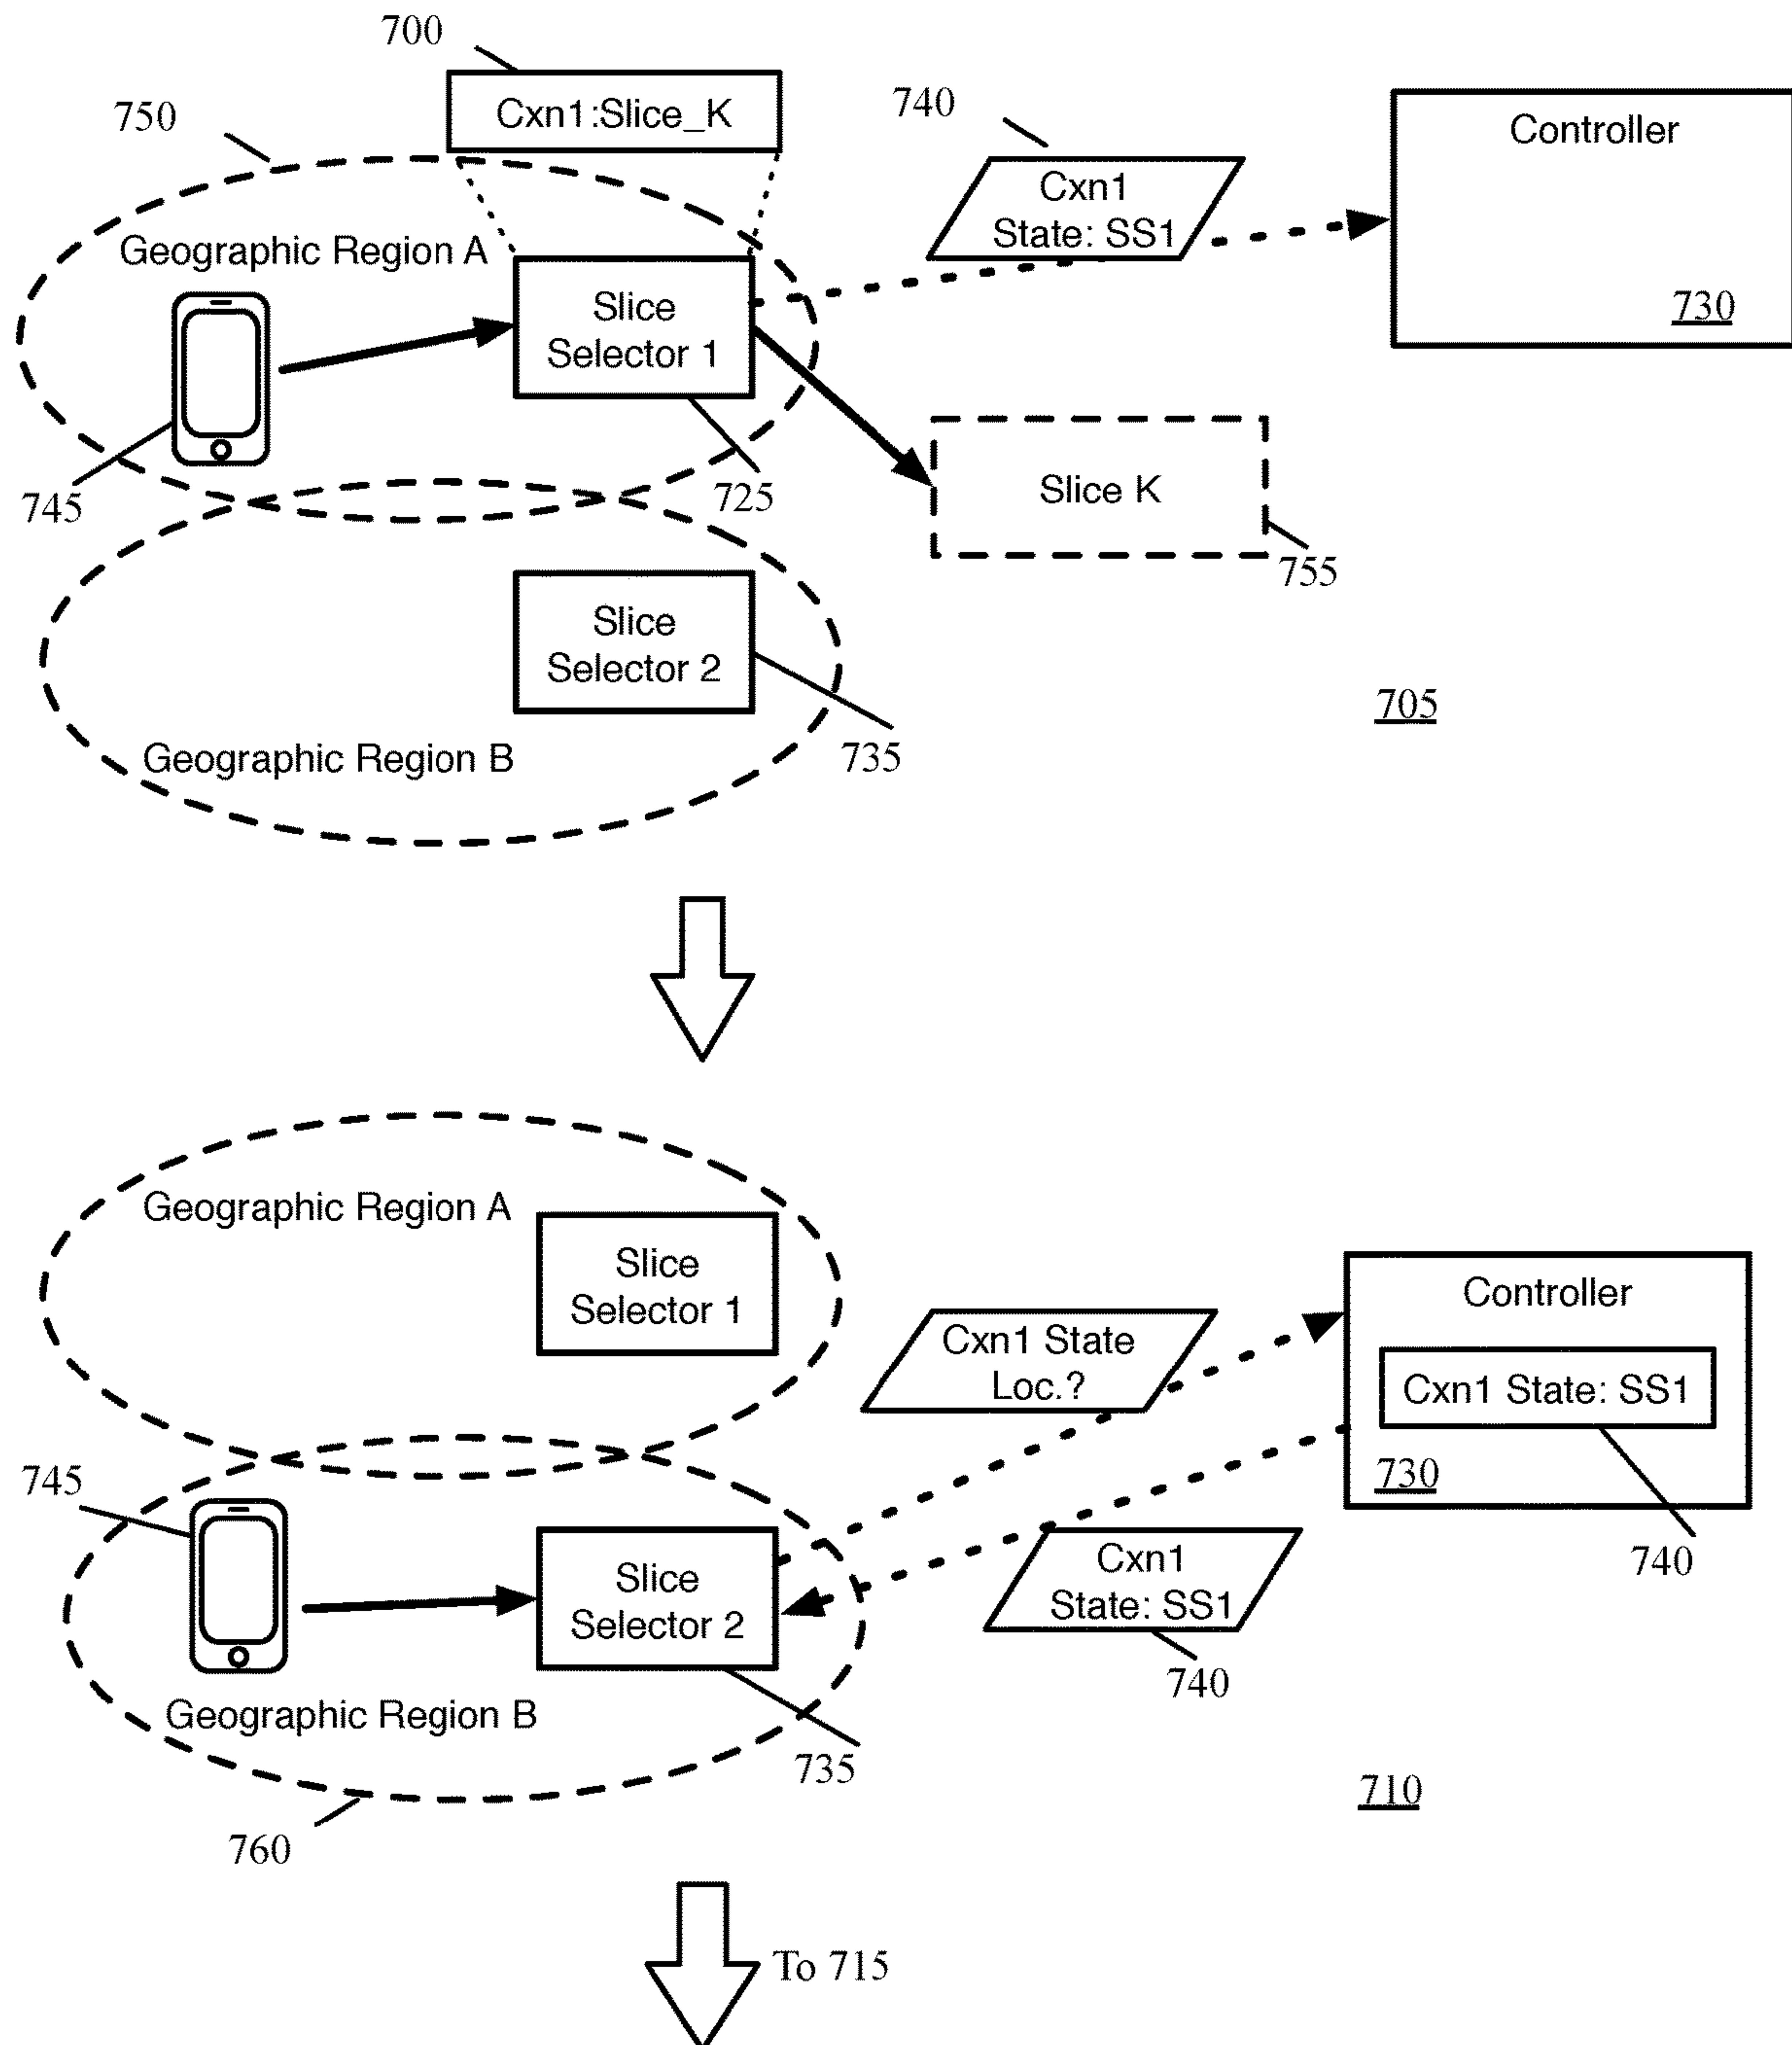 700
Cxn1:Slice_K
750
740
Controller
Cxn1
State: SS1
Geographic Region A
730
Slice
Selector 1
745
725
Slice K
755
Slice
Selector 2
705
Geographic Region B
735
Geographic Region A
Slice
Selector 1
Controller
Cxn1 State
Loc.?
Cxn1 State: SS1
745
730
740
Slice
Selector 2
Cxn1
State: SS1
740
Geographic Region B
735
710
760
To 715